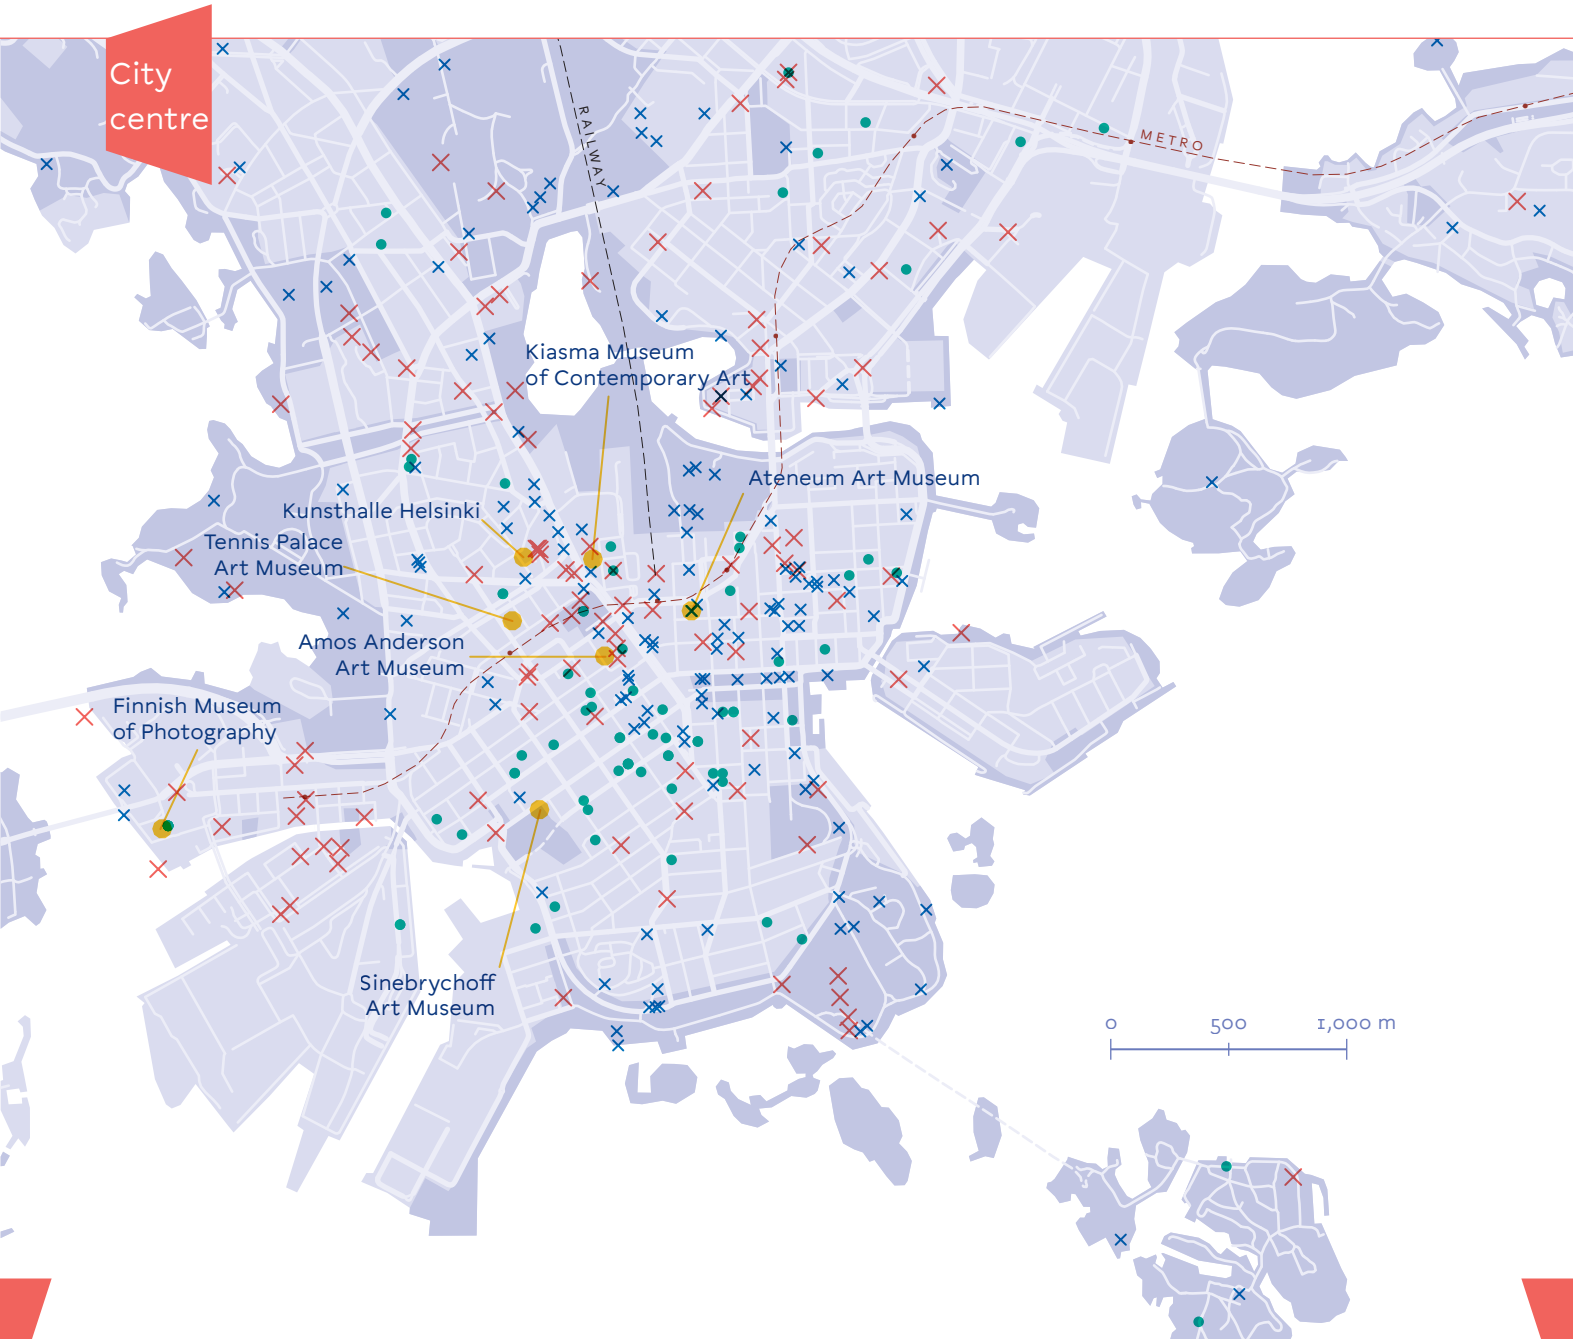 City
centre
RAILWAY
METRO
Kiasma Museum
of Contemporary Art
Ateneum Art Museum
Kunsthalle Helsinki
Tennis Palace
Art Museum
Amos Anderson
Art Museum
Finnish Museum
of Photography
Sinebrychoff
Art Museum
0 500 1,000 m